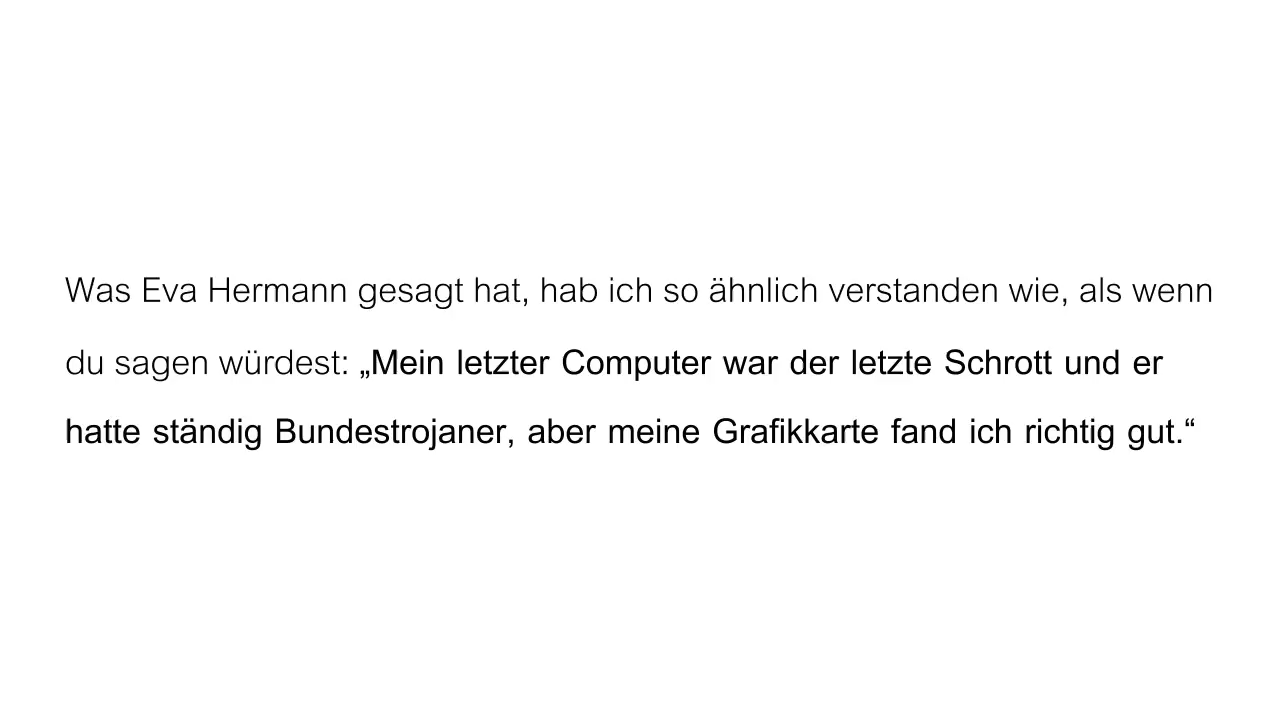 Was Eva Hermann gesagt hat, hab ich so ähnlich verstanden wie, als wenn
du sagen würdest: „Mein letzter Computer war der letzte Schrott und er
hatte ständig Bundestrojaner, aber meine Grafikkarte fand ich richtig gut.“